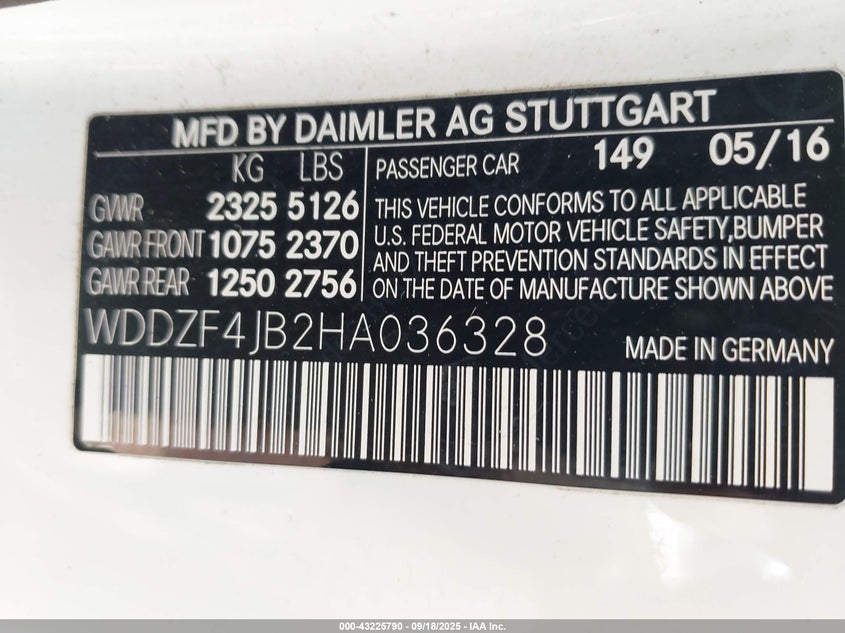 MFD BY DAIMLER AG STUTTGART
KG LBS
GVWR 2325 5126
GAWR FRONT 1075 2370
GAWR REAR 1250 2756
PASSENGER CAR 149 05/16
THIS VEHICLE CONFORMS TO ALL APPLICABLE
U.S. FEDERAL MOTOR VEHICLE SAFETY,BUMPER
AND THEFT PREVENTION STANDARDS IN EFFECT
ON THE DATE OF MANUFACTURE SHOWN ABOVE
WDDZF4JB2HA036328
MADE IN GERMANY
000-43225790 - 09/18/2025 - IAA Inc.